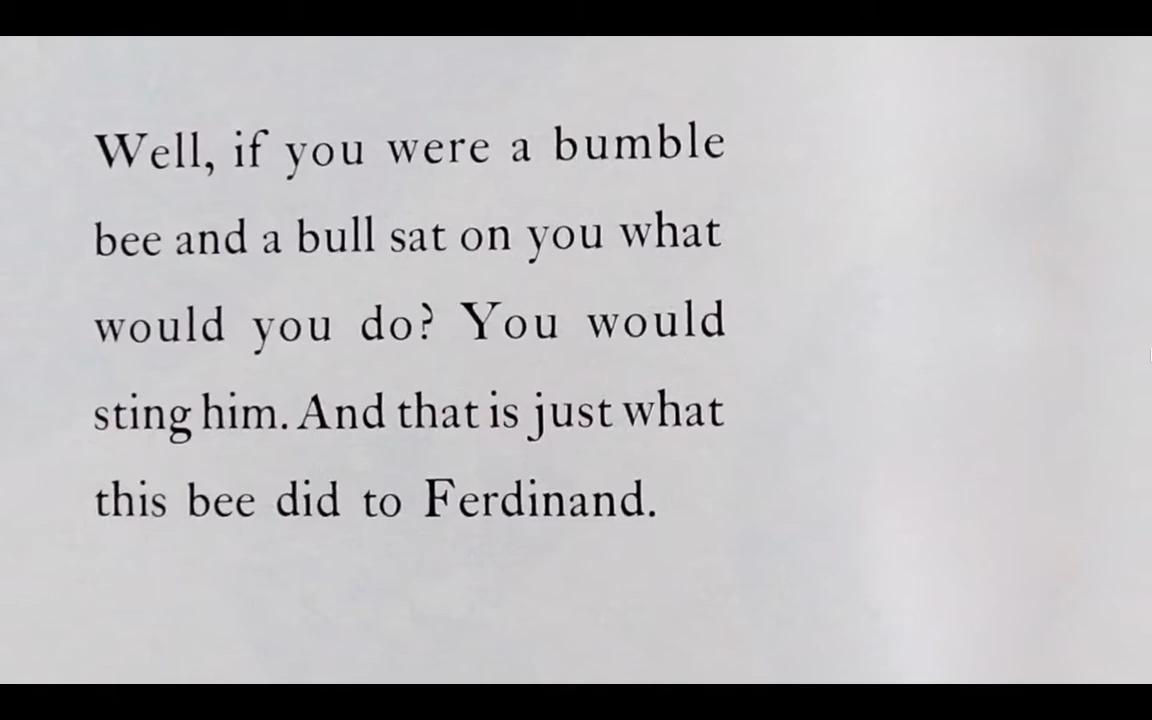 Well, if you were a bumble
bee and a bull sat on you what
would you do? You would
sting him. And that is just what
this bee did to Ferdinand.